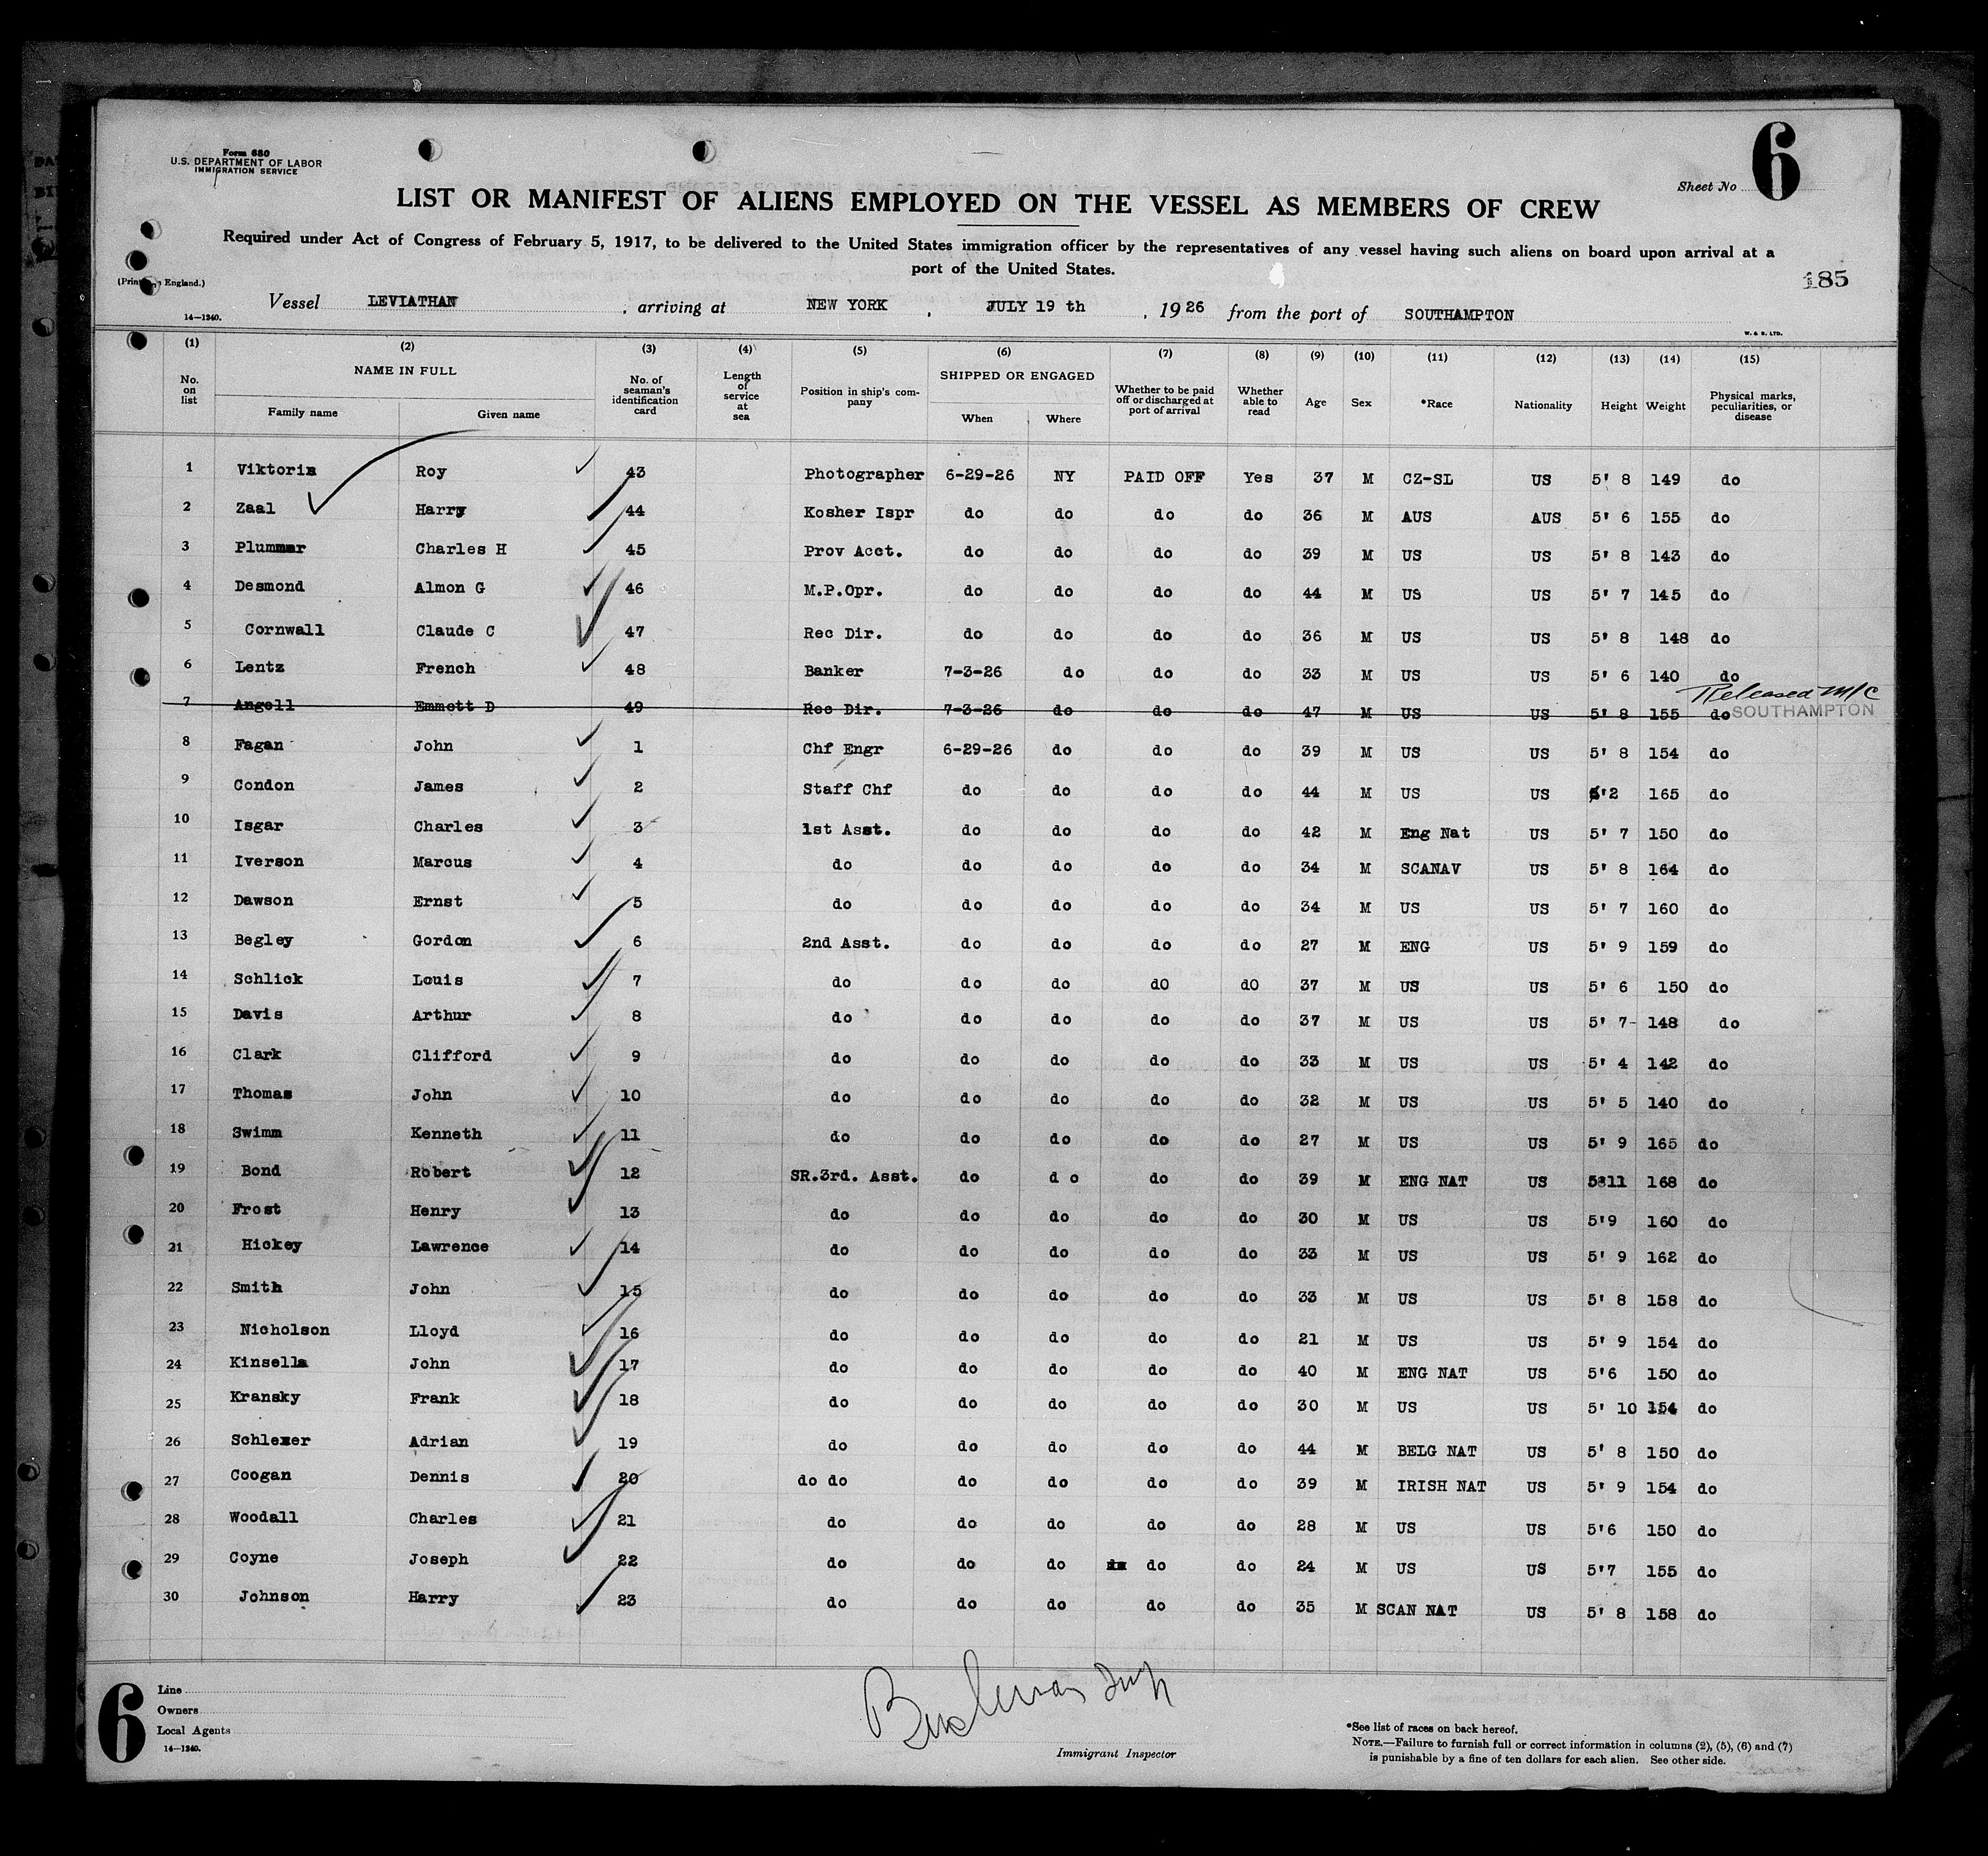 Form 680
U.S. DEPARTMENT OF LABOR
IMMIGRATION SERVICE
Sheet No 6
LIST OR MANIFEST OF ALIENS EMPLOYED ON THE VESSEL AS MEMBERS OF CREW
Required under Act of Congress of February 5, 1917, to be delivered to the United States immigration officer by the representatives of any vessel having such aliens on board upon arrival at a
port of the United States.
185
(Printed in England.)
Vessel LEVIATHAN, arriving at NEW YORK, JULY 19 th, 1926 from the port of SOUTHAMPTON
14—1240.
W. & S. LTD.
(1) (2) (3) (4) (5) (6) (7) (8) (9) (10) (11) (12) (13) (14) (15)
No. on list NAME IN FULL Family name Given name No. of seaman's identification card Length of service at sea Position in ship's company SHIPPED OR ENGAGED When Where Whether to be paid off or discharged at port of arrival Whether able to read Age Sex *Race Nationality Height Weight Physical marks, peculiarities, or disease
1 Viktorin Roy 43 Photographer 6-29-26 NY PAID OFF Yes 37 M CZ-SL US 5' 8 149 do
2 Zaal Harry 44 Kosher Ispr do do do do 36 M AUS AUS 5' 6 155 do
3 Plummer Charles H 45 Prov Acct. do do do do 39 M US US 5' 8 143 do
4 Desmond Almon G 46 M.P.Opr. do do do do 44 M US US 5' 7 145 do
5 Cornwall Claude C 47 Rec Dir. do do do do 36 M US US 5' 8 148 do
6 Lentz French 48 Banker 7-3-26 do do do 33 M US US 5' 6 140 do
7 Angell Emmett D 49 Rec Dir. 7-3-26 do do do 47 M US US 5' 8 155 do Released M/C SOUTHAMPTON
8 Fagan John 1 Chf Engr 6-29-26 do do do 39 M US US 5' 8 154 do
9 Condon James 2 Staff Chf do do do do 44 M US US 6'2 165 do
10 Isgar Charles 3 1st Asst. do do do do 42 M Eng Nat US 5' 7 150 do
11 Iverson Marcus 4 do do do do do 34 M SCANAV US 5' 8 164 do
12 Dawson Ernst 5 do do do do do 34 M US US 5' 7 160 do
13 Begley Gordon 6 2nd Asst. do do do do 27 M ENG US 5' 9 159 do
14 Schlick Louis 7 do do do dO dO 37 M US US 5' 6 150 do
15 Davis Arthur 8 do do do do do 37 M US US 5' 7- 148 do
16 Clark Clifford 9 do do do do do 33 M US US 5' 4 142 do
17 Thomas John 10 do do do do do 32 M US US 5' 5 140 do
18 Swimm Kenneth 11 do do do do do 27 M US US 5' 9 165 do
19 Bond Robert 12 SR.3rd. Asst. do d o do do 39 M ENG NAT US 5'11 168 do
20 Frost Henry 13 do do do do do 30 M US US 5'9 160 do
21 Hickey Lawrence 14 do do do do do 33 M US US 5' 9 162 do
22 Smith John 15 do do do do do 33 M US US 5' 8 158 do
23 Nicholson Lloyd 16 do do do do do 21 M US US 5' 9 154 do
24 Kinsella John 17 do do do do do 40 M ENG NAT US 5'6 150 do
25 Kransky Frank 18 do do do do do 30 M US US 5' 10 154 do
26 Schlexer Adrian 19 do do do do do 44 M BELG NAT US 5' 8 150 do
27 Coogan Dennis 20 do do do do do do 39 M IRISH NAT US 5' 9 154 do
28 Woodall Charles 21 do do do do do 28 M US US 5'6 150 do
29 Coyne Joseph 22 do do do do do 24 M US US 5'7 155 do
30 Johnson Harry 23 do do do do do 35 M SCAN NAT US 5' 8 158 do
6
Line
Owners
Local Agents
14—1240.
Immigrant Inspector
*See list of races on back hereof.
NOTE.—Failure to furnish full or correct information in columns (2), (5), (6) and (7)
is punishable by a fine of ten dollars for each alien. See other side.